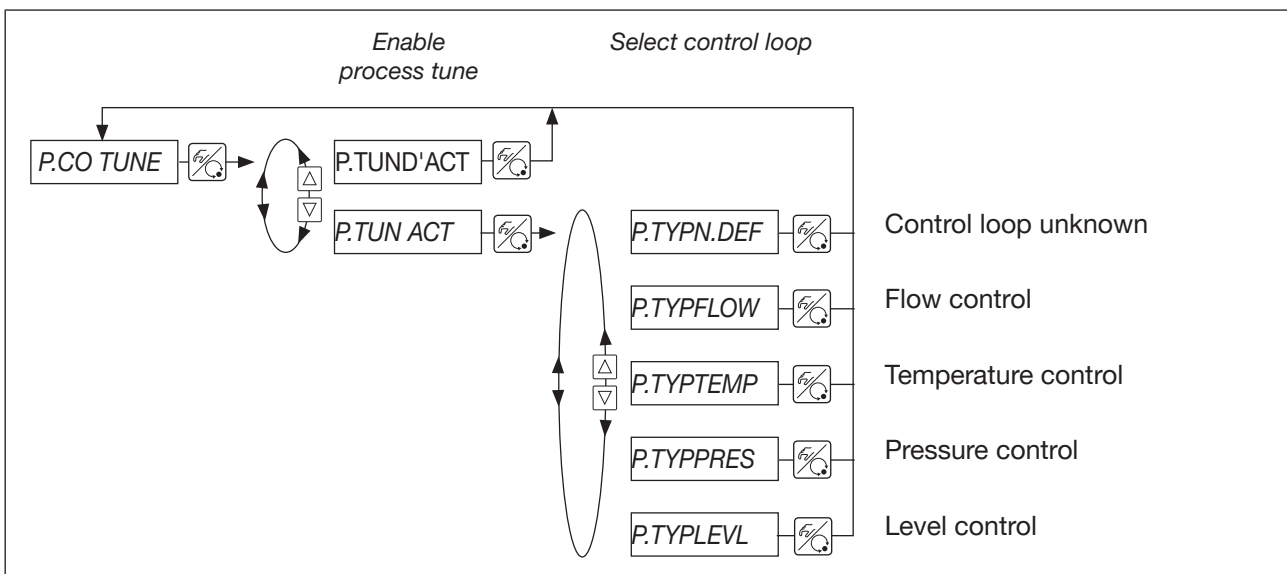 Enable
process tune
Select control loop
P.CO TUNE
P.TUND'ACT
P.TUN ACT
P.TYPN.DEF
Control loop unknown
P.TYPFLOW
Flow control
P.TYPTEMP
Temperature control
P.TYPPRES
Pressure control
P.TYPLEVL
Level control